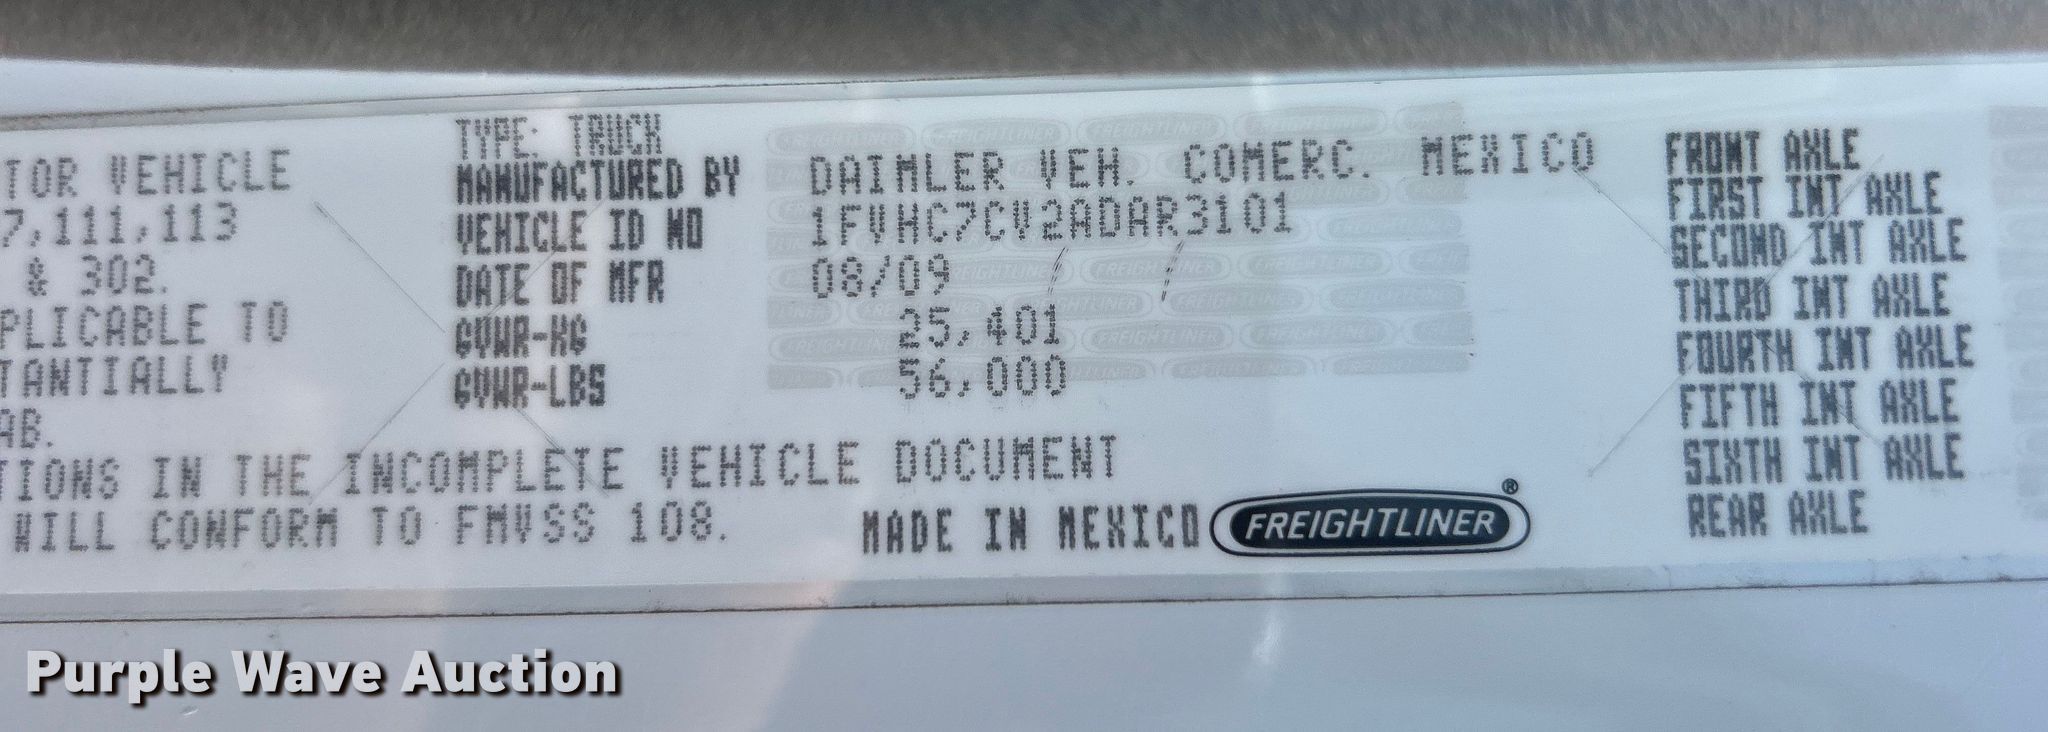 TYPE: TRUCK
TOR VEHICLE MANUFACTURED BY DAIMLER VEH. COMERC. MEXICO FRONT AXLE
7,111,113 VEHICLE ID NO 1FVHC7CV2ADAR3101 FIRST INT AXLE
& 302. DATE OF MFR 08/09 SECOND INT AXLE
PLICABLE TO GVWR-KG 25,401 THIRD INT AXLE
TANTIALLY GVWR-LBS 56,000 FOURTH INT AXLE
AB. FIFTH INT AXLE
TIONS IN THE INCOMPLETE VEHICLE DOCUMENT SIXTH INT AXLE
WILL CONFORM TO FMVSS 108. MADE IN MEXICO FREIGHTLINER® REAR AXLE
Purple Wave Auction